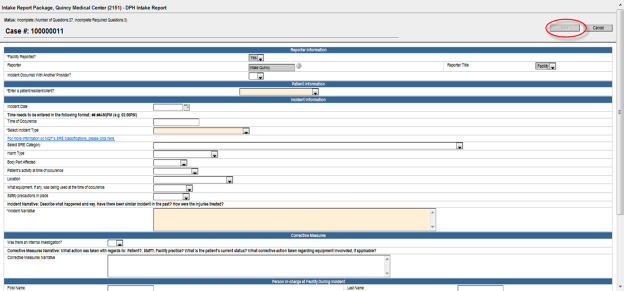 Intake Report Package, Quincy Medical Center (2151) - DPH Intake Report
Status: Incomplete (Number of Questions 27, Incomplete Required Questions 3)
Case #: 100000011
Cancel
Reporter Information
*Facility Reported? Yes
Reporter Intake Quincy Reporter Title Facility
Incident Occurred With Another Provider?
Patient Information
*Enter a patient/resident/client?
Incident Information
Incident Date
Time needs to be entered in the following format: ##:##AM/PM (e.g. 03:00PM)
Time of Occurence
*Select Incident Type
For more information on NQF's SRE classifications, please click here.
Select SRE Category
Harm Type
Body Part Affected
Patient's activity at time of occurence
Location
What equipment, if any, was being used at the time of occurence
Safety precautions in place
Incident Narrative: Describe what happened and way. Have there been similar incident in the past? How were the injuries treated?
*Incident Narrative
Corrective Measures
Was there an internal investigation?
Corrective Measures Narrative: What action was taken with regards to: Patient?, Staff?, Facility practise? What is the patient's current status? What corrective action taken regarding equipment involved, if applicable?
Corrective Measures Narrative
Person in-charge at Facility During Incident
First Name Last Name